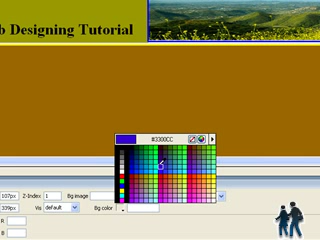 b Designing Tutorial
#3300CC
107px Z-Index 1 Bg image
339px Vis default Bg color
R
B